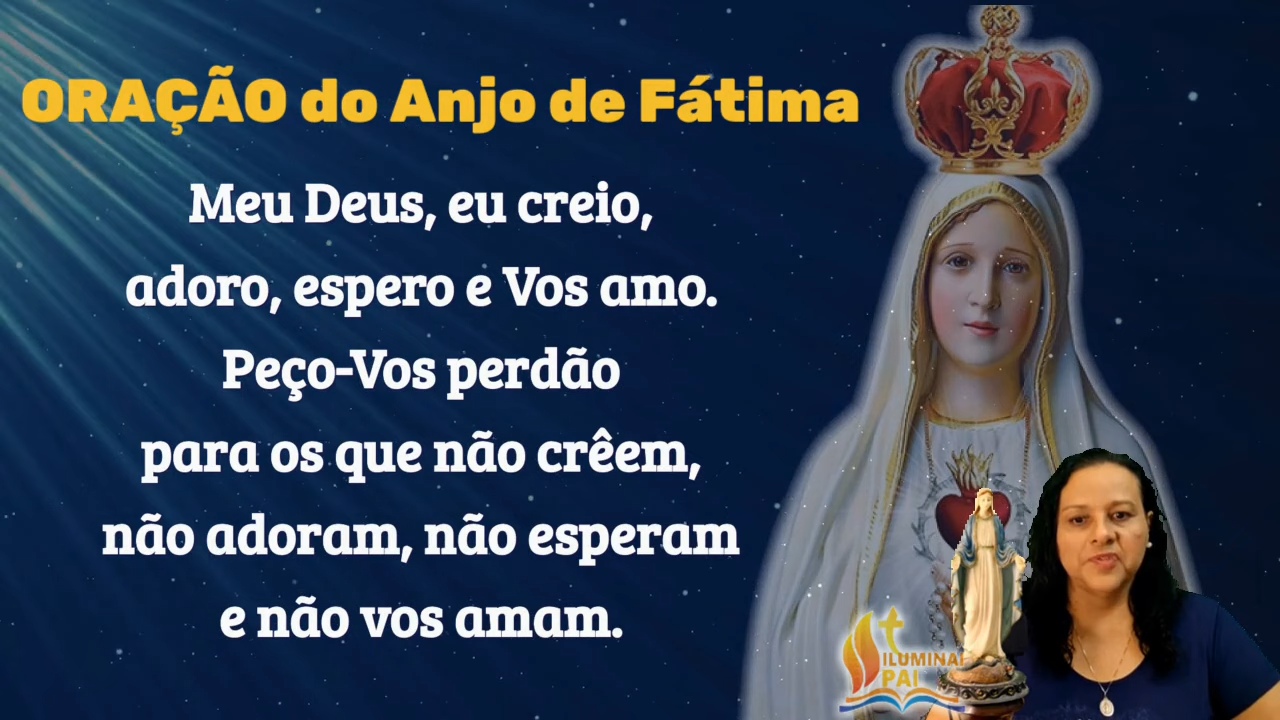 ORAÇÃO do Anjo de Fátima
Meu Deus, eu creio,
adoro, espero e Vos amo.
Peço-Vos perdão
para os que não crêem,
não adoram, não esperam
e não vos amam.
ILUMINAI
PAI